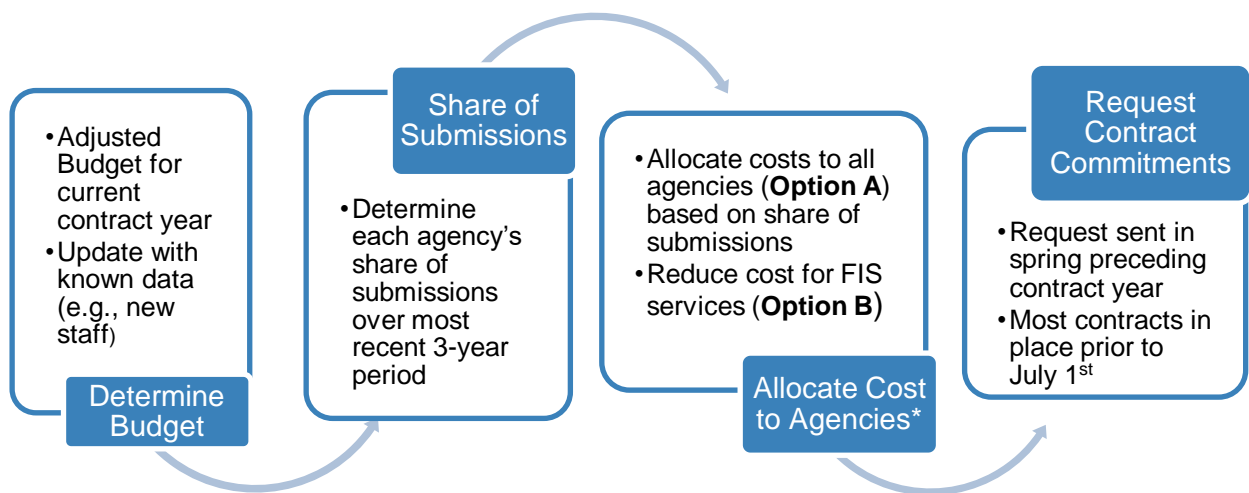 •Adjusted
Budget for
current
contract year
•Update with
known data
(e.g., new
staff)
Determine
Budget
Share of
Submissions
•Determine
each agency’s
share of
submissions
over most
recent 3-year
period
•Allocate costs to all
agencies (Option A)
based on share of
submissions
•Reduce cost for FIS
services (Option B)
Allocate Cost
to Agencies*
Request
Contract
Commitments
•Request sent in
spring preceding
contract year
•Most contracts in
place prior to
July 1st